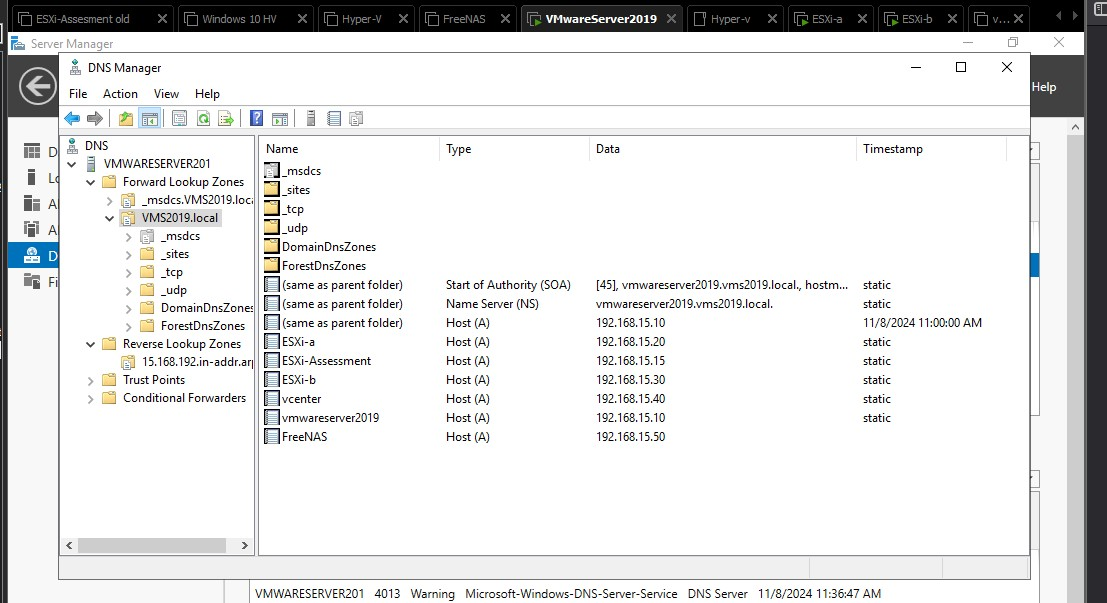 ESXi-Assesment old Windows 10 HV Hyper-V FreeNAS VMwareServer2019 Hyper-v ESXi-a ESXi-b v...
Server Manager
DNS Manager
File Action View Help
Help
DNS
VMWARESERVER201
Forward Lookup Zones
_msdcs.VMS2019.loca
VMS2019.local
_msdcs
_sites
_tcp
_udp
DomainDnsZones
ForestDnsZones
Reverse Lookup Zones
15.168.192.in-addr.arp
Trust Points
Conditional Forwarders
Name Type Data Timestamp
_msdcs
_sites
_tcp
_udp
DomainDnsZones
ForestDnsZones
(same as parent folder) Start of Authority (SOA) [45], vmwareserver2019.vms2019.local., hostm... static
(same as parent folder) Name Server (NS) vmwareserver2019.vms2019.local. static
(same as parent folder) Host (A) 192.168.15.10 11/8/2024 11:00:00 AM
ESXi-a Host (A) 192.168.15.20 static
ESXi-Assessment Host (A) 192.168.15.15 static
ESXi-b Host (A) 192.168.15.30 static
vcenter Host (A) 192.168.15.40 static
vmwareserver2019 Host (A) 192.168.15.10 static
FreeNAS Host (A) 192.168.15.50
VMWARESERVER201 4013 Warning Microsoft-Windows-DNS-Server-Service DNS Server 11/8/2024 11:36:47 AM